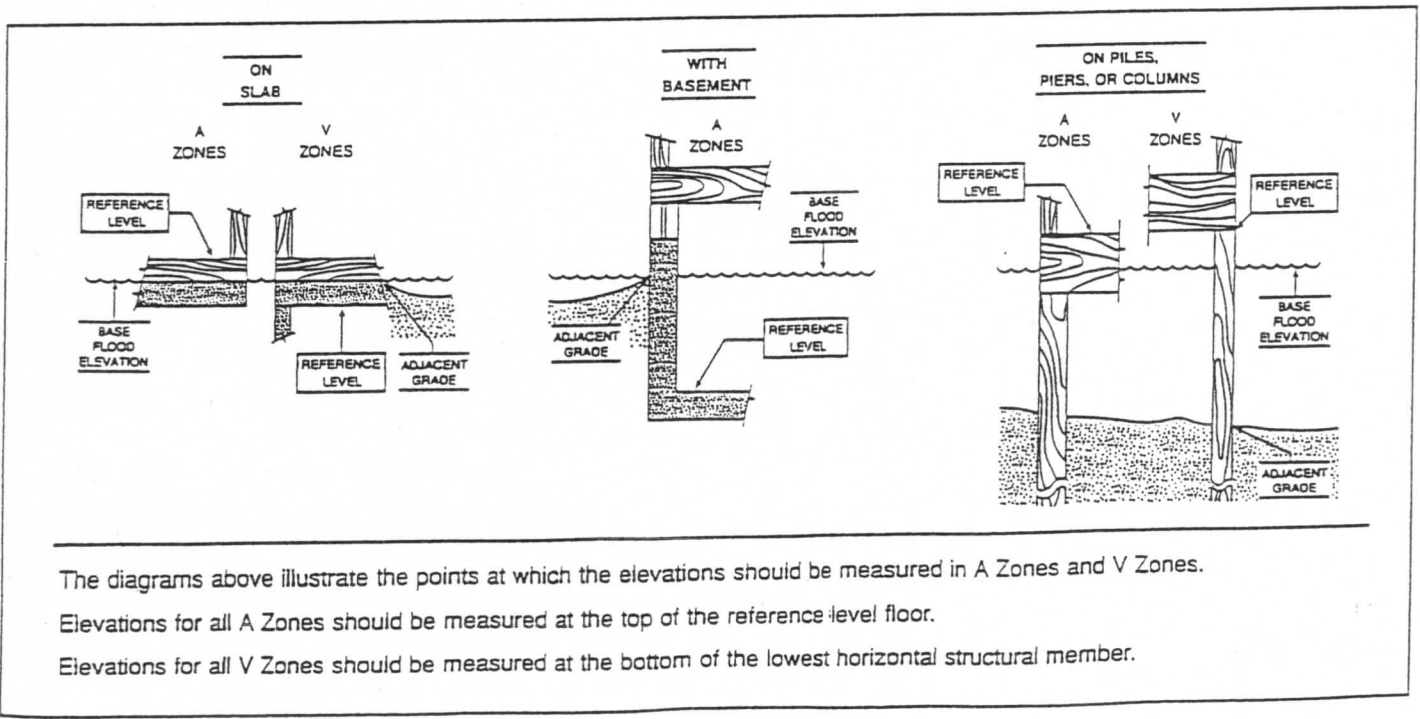 ON
SLAB
A
ZONES
V
ZONES
REFERENCE
LEVEL
BASE
FLOOD
ELEVATION
REFERENCE
LEVEL
ADJACENT
GRADE
WITH
BASEMENT
A
ZONES
BASE
FLOOD
ELEVATION
ADJACENT
GRADE
REFERENCE
LEVEL
ON PILES,
PIERS, OR COLUMNS
A
ZONES
V
ZONES
REFERENCE
LEVEL
REFERENCE
LEVEL
BASE
FLOOD
ELEVATION
ADJACENT
GRADE
The diagrams above illustrate the points at which the elevations should be measured in A Zones and V Zones.
Elevations for all A Zones should be measured at the top of the reference level floor.
Elevations for all V Zones should be measured at the bottom of the lowest horizontal structural member.